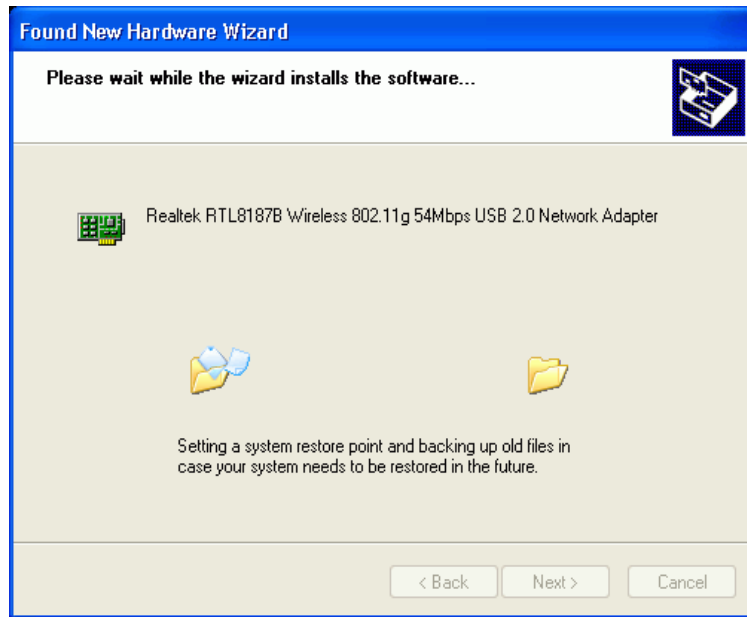 Found New Hardware Wizard
Please wait while the wizard installs the software...
Realtek RTL8187B Wireless 802.11g 54Mbps USB 2.0 Network Adapter
Setting a system restore point and backing up old files in
case your system needs to be restored in the future.
< Back Next > Cancel